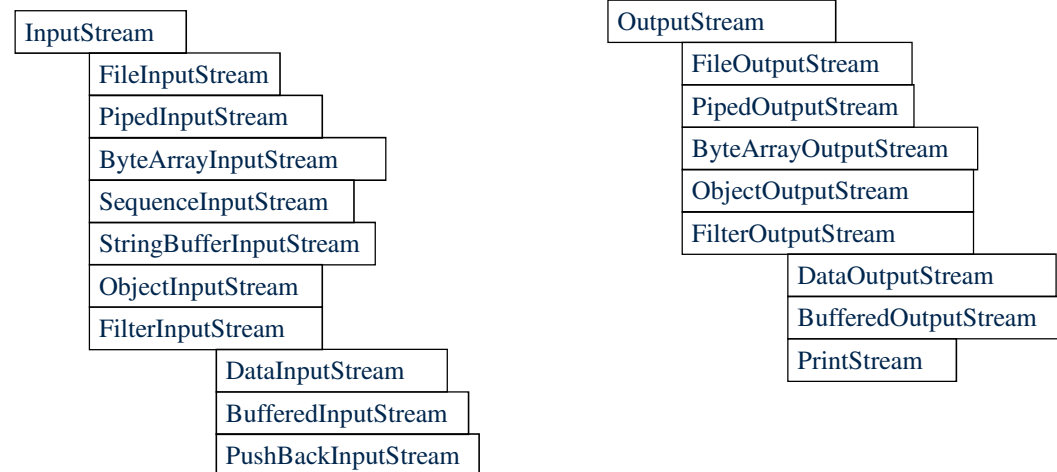 InputStream
FileInputStream
PipedInputStream
ByteArrayInputStream
SequenceInputStream
StringBufferInputStream
ObjectInputStream
FilterInputStream
DataInputStream
BufferedInputStream
PushBackInputStream
OutputStream
FileOutputStream
PipedOutputStream
ByteArrayOutputStream
ObjectOutputStream
FilterOutputStream
DataOutputStream
BufferedOutputStream
PrintStream